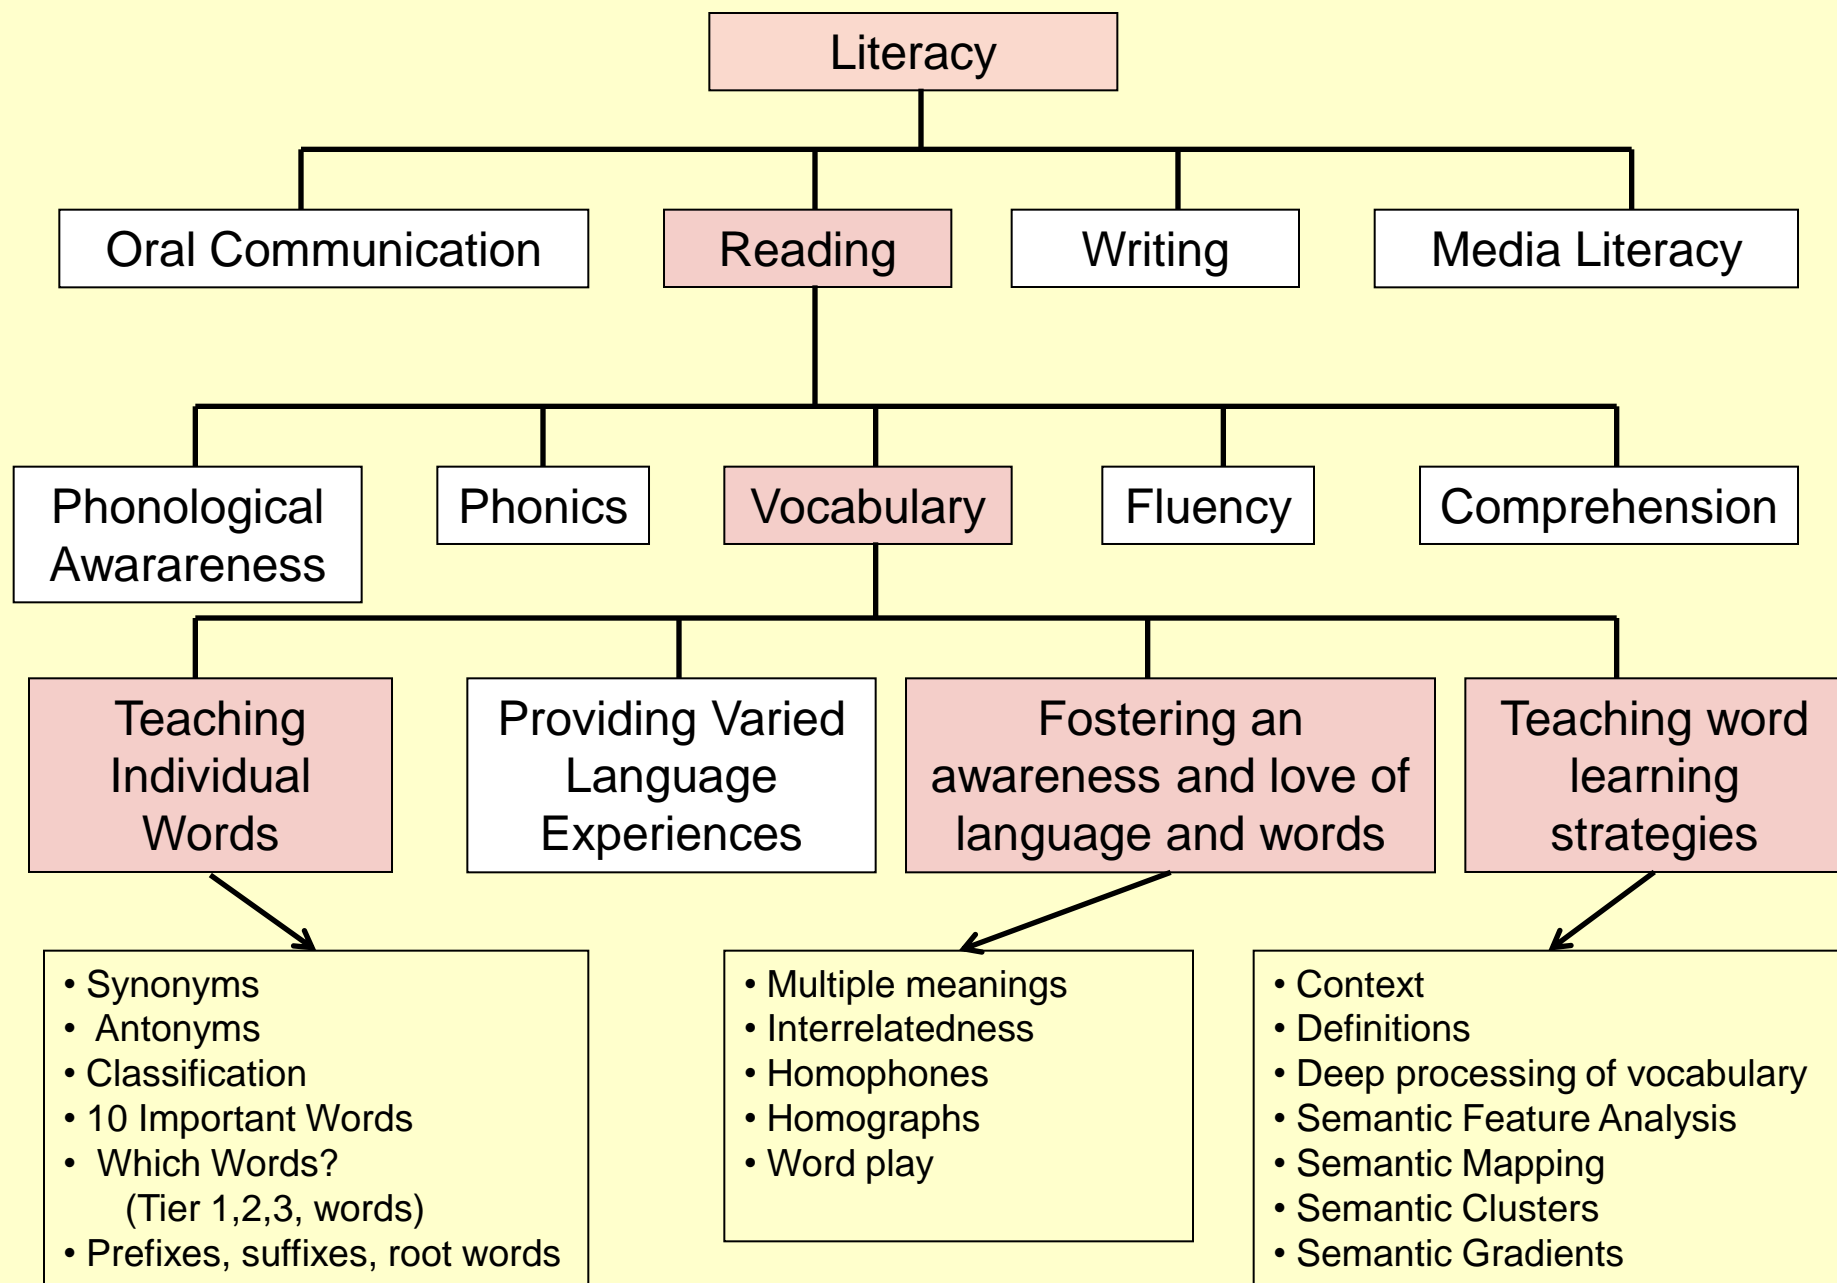 Literacy
Oral Communication
Reading
Writing
Media Literacy
Phonological
Awarareness
Phonics
Vocabulary
Fluency
Comprehension
Teaching
Individual
Words
Providing Varied
Language
Experiences
Fostering an
awareness and love of
language and words
Teaching word
learning
strategies
• Synonyms
• Antonyms
• Classification
• 10 Important Words
• Which Words?
(Tier 1,2,3, words)
• Prefixes, suffixes, root words
• Multiple meanings
• Interrelatedness
• Homophones
• Homographs
• Word play
• Context
• Definitions
• Deep processing of vocabulary
• Semantic Feature Analysis
• Semantic Mapping
• Semantic Clusters
• Semantic Gradients